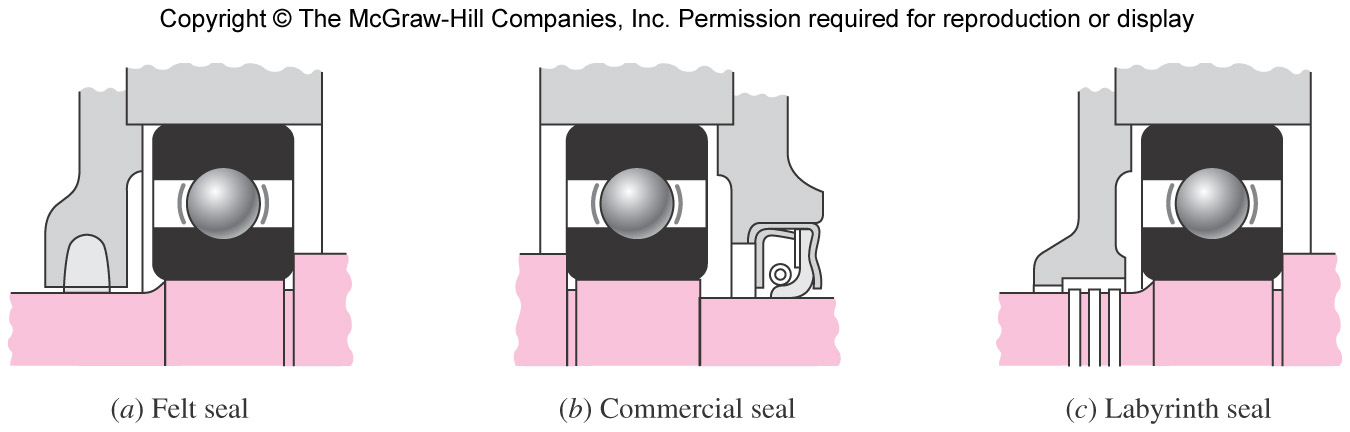 Copyright © The McGraw-Hill Companies, Inc. Permission required for reproduction or display
(a) Felt seal
(b) Commercial seal
(c) Labyrinth seal